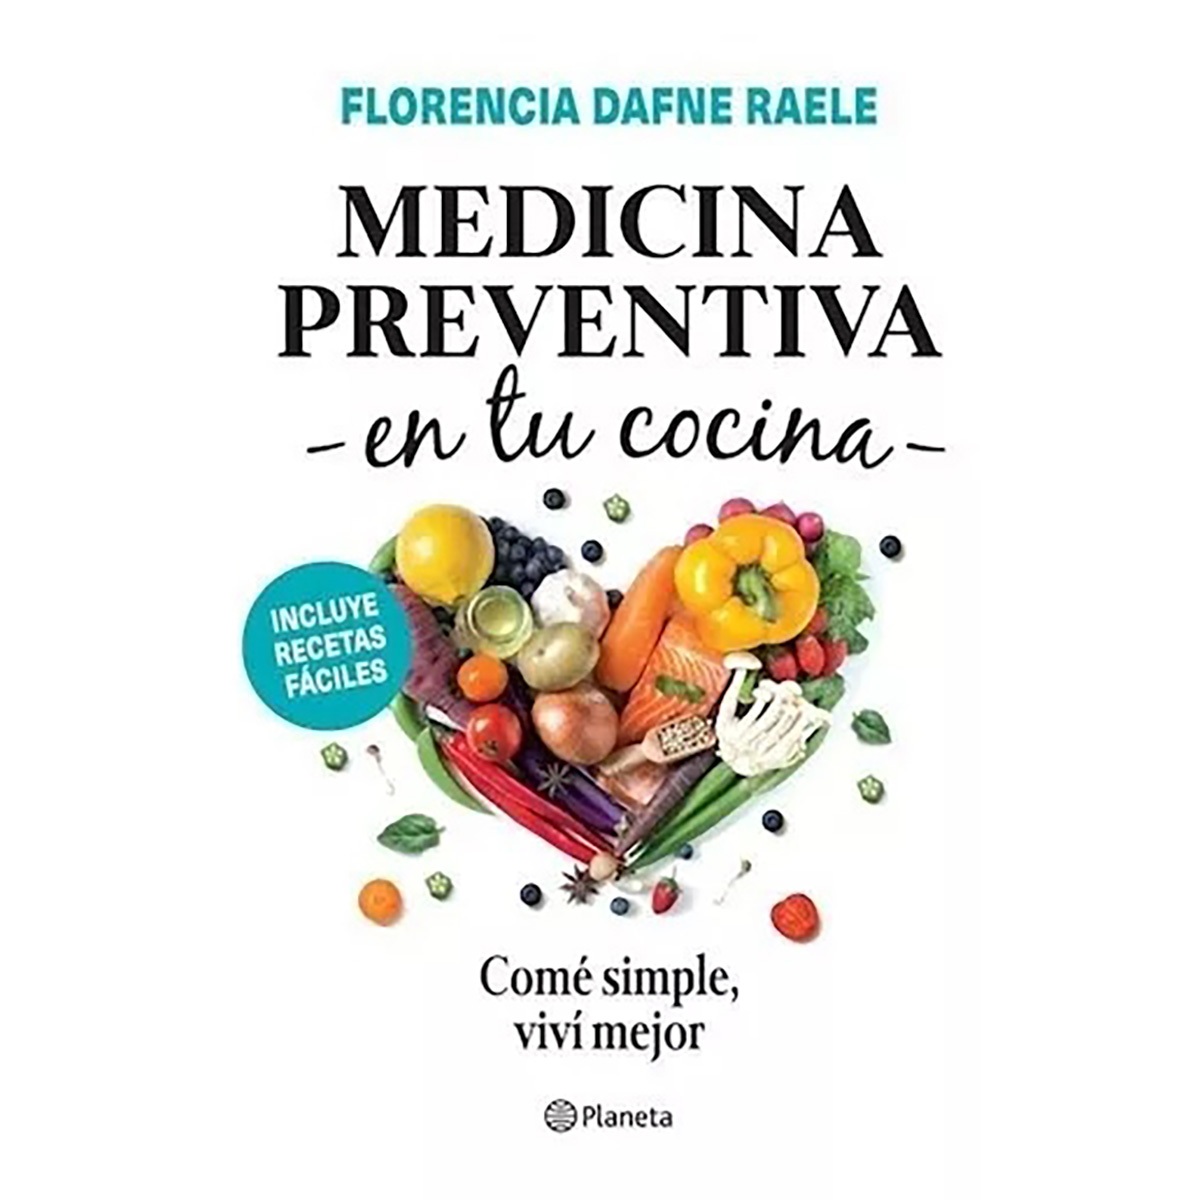 FLORENCIA DAFNE RAELE
MEDICINA
PREVENTIVA
- en tu cocina -
INCLUYE
RECETAS
FÁCILES
Comé simple,
viví mejor
Planeta